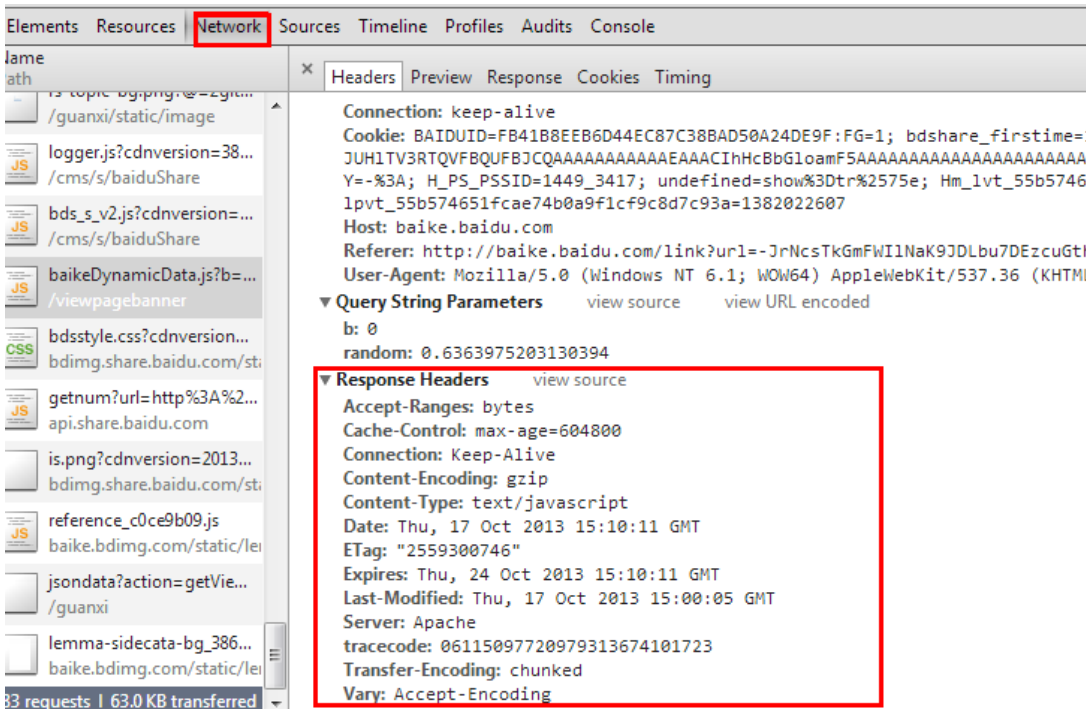 Elements Resources Network Sources Timeline Profiles Audits Console
Name
Path
× Headers Preview Response Cookies Timing
/guanxi/static/image
logger.js?cdnversion=38...
/cms/s/baiduShare
bds_s_v2.js?cdnversion=...
/cms/s/baiduShare
baikeDynamicData.js?b=...
/viewpagebanner
bdsstyle.css?cdnversion...
bdimg.share.baidu.com/sta
getnum?url=http%3A%2...
api.share.baidu.com
is.png?cdnversion=2013...
bdimg.share.baidu.com/sta
reference_c0ce9b09.js
baike.bdimg.com/static/le
jsondata?action=getVie...
/guanxi
lemma-sidecata-bg_386...
baike.bdimg.com/static/le
33 requests | 63.0 KB transferred
Connection: keep-alive
Cookie: BAIDUID=FB41B8EEB6D44EC87C38BAD50A24DE9F:FG=1; bdshare_firstime=
Y=-%3A; H_PS_PSSID=1449_3417; undefined=show%3Dtr%2575e; Hm_lvt_55b5746
lpvt_55b574651fcae74b0a9f1cf9c8d7c93a=1382022607
Host: baike.baidu.com
Referer: http://baike.baidu.com/link?url=-JrNcsTkGmFWIlNaK9JDLbu7DEzcuGt
User-Agent: Mozilla/5.0 (Windows NT 6.1; WOW64) AppleWebKit/537.36 (KHTM
Query String Parameters view source view URL encoded
b: 0
random: 0.6363975203130394
Response Headers view source
Accept-Ranges: bytes
Cache-Control: max-age=604800
Connection: Keep-Alive
Content-Encoding: gzip
Content-Type: text/javascript
Date: Thu, 17 Oct 2013 15:10:11 GMT
ETag: "2559300746"
Expires: Thu, 24 Oct 2013 15:10:11 GMT
Last-Modified: Thu, 17 Oct 2013 15:00:05 GMT
Server: Apache
tracecode: 06115097720979313674101723
Transfer-Encoding: chunked
Vary: Accept-Encoding